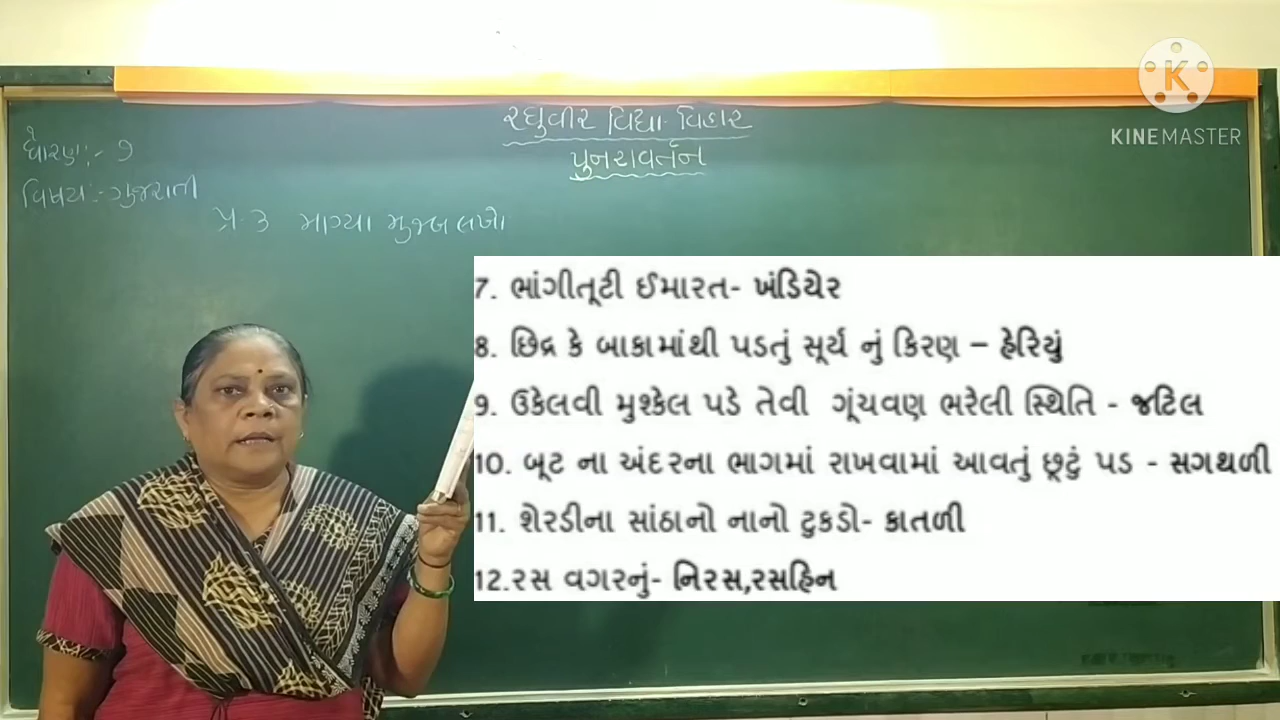 KINEMASTER
રઘુવીર વિદ્યા વિહાર
પુનરાવર્તન
ધોરણ:- ૭
વિષય:- ગુજરાતી
પ્ર-૩ માગ્યા મુજબ લખો
7. ભાંગીતૂટી ઈમારત- ખંડિયેર
8. છિદ્ર કે બાકામાંથી પડતું સૂર્ય નું કિરણ – હેરિયું
9. ઉકેલવી મુશ્કેલ પડે તેવી ગૂંચવણ ભરેલી સ્થિતિ - જટિલ
10. બૂટ ના અંદરના ભાગમાં રાખવામાં આવતું છૂટું પડ - સગથળી
11. શેરડીના સાંઠાનો નાનો ટુકડો- કાતળી
12.રસ વગરનું- નિરસ,રસહિન